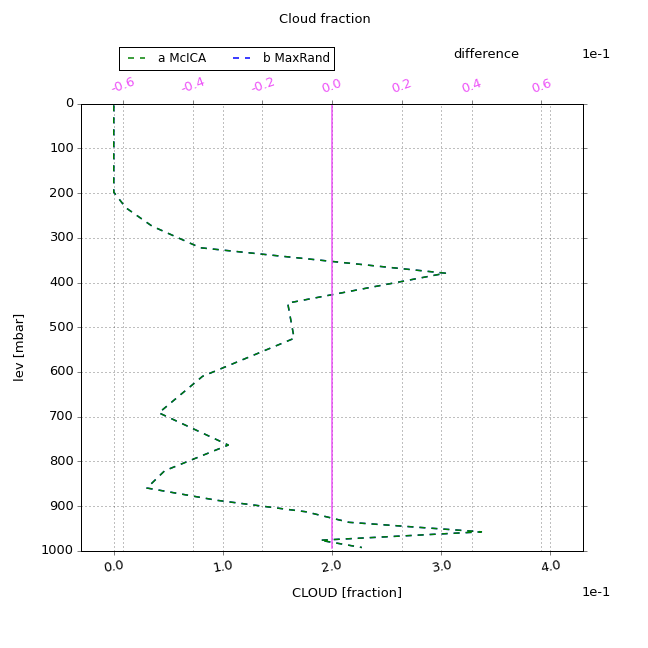 Cloud fraction
a McICA b MaxRand
difference 1e-1
-0.6 -0.4 -0.2 0.0 0.2 0.4 0.6
0
100
200
300
400
500
600
700
800
900
1000
lev [mbar]
0.0 1.0 2.0 3.0 4.0
CLOUD [fraction] 1e-1